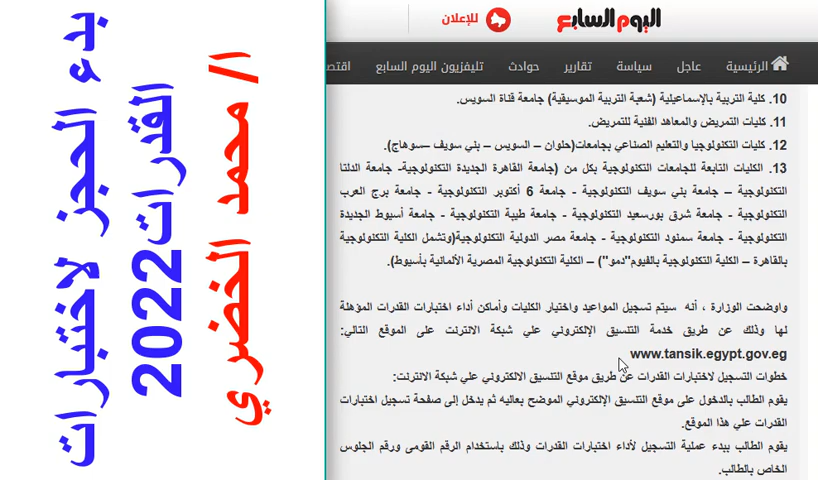 بدء الحجز لاختبارات
القدرات2022
ا/ محمد الخضري
اليوم السابع
للإعلان
الرئيسية عاجل سياسة تقارير حوادث تليفزيون اليوم السابع اقتص
10. كلية التربية بالإسماعيلية (شعبة التربية الموسيقية) جامعة قناة السويس.
11. كليات التمريض والمعاهد الفنية للتمريض.
12. كليات التكنولوجيا والتعليم الصناعي بجامعات(حلوان – السويس – بني سويف –سوهاج).
13. الكليات التابعة للجامعات التكنولوجية بكل من (جامعة القاهرة الجديدة التكنولوجية- جامعة الدلتا
التكنولوجية – جامعة بني سويف التكنولوجية - جامعة 6 أكتوبر التكنولوجية - جامعة برج العرب
التكنولوجية - جامعة شرق بورسعيد التكنولوجية - جامعة طيبة التكنولوجية - جامعة أسيوط الجديدة
التكنولوجية - جامعة سمنود التكنولوجية - جامعة مصر الدولية التكنولوجية(وتشمل الكلية التكنولوجية
بالقاهرة – الكلية التكنولوجية بالفيوم"دمو") – الكلية التكنولوجية المصرية الألمانية بأسيوط).
واوضحت الوزارة ، أنه سيتم تسجيل المواعيد واختيار الكليات وأماكن أداء اختبارات القدرات المؤهلة
لها وذلك عن طريق خدمة التنسيق الإلكتروني علي شبكة الانترنت على الموقع التالي:
www.tansik.egypt.gov.eg
خطوات التسجيل لاختبارات القدرات عن طريق موقع التنسيق الالكتروني علي شبكة الانترنت:
يقوم الطالب بالدخول على موقع التنسيق الإلكتروني الموضح بعاليه ثم يدخل إلى صفحة تسجيل اختبارات
القدرات علي هذا الموقع.
يقوم الطالب ببدء عملية التسجيل لأداء اختبارات القدرات وذلك باستخدام الرقم القومى ورقم الجلوس
الخاص بالطالب.